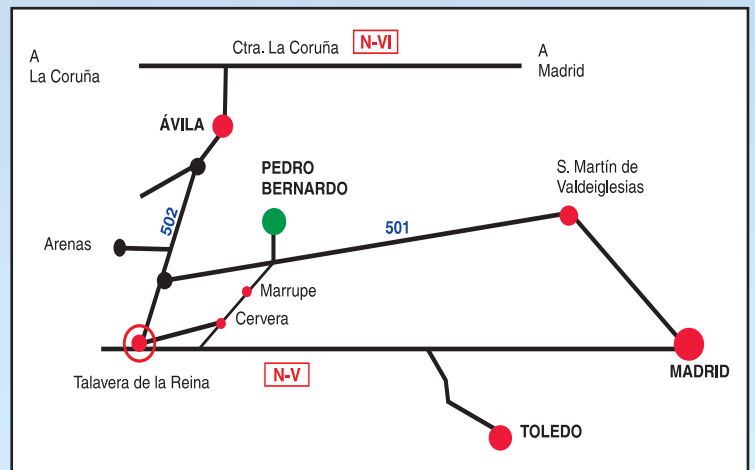 A
La Coruña
Ctra. La Coruña
N-VI
A
Madrid
ÁVILA
PEDRO
BERNARDO
S. Martín de
Valdeiglesias
502
501
Arenas
Marrupe
Cervera
Talavera de la Reina
N-V
MADRID
TOLEDO